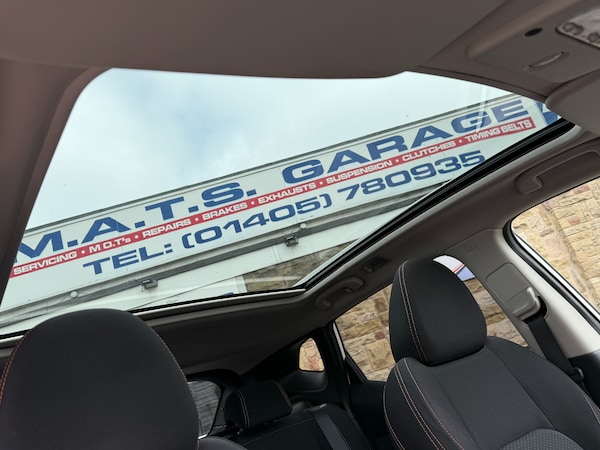 M.A.T.S. GARAGE
SERVICING • M O T's • REPAIRS • BRAKES • EXHAUSTS • SUSPENSION • CLUTCHES • TIMING BELTS
TEL: (01405) 780935